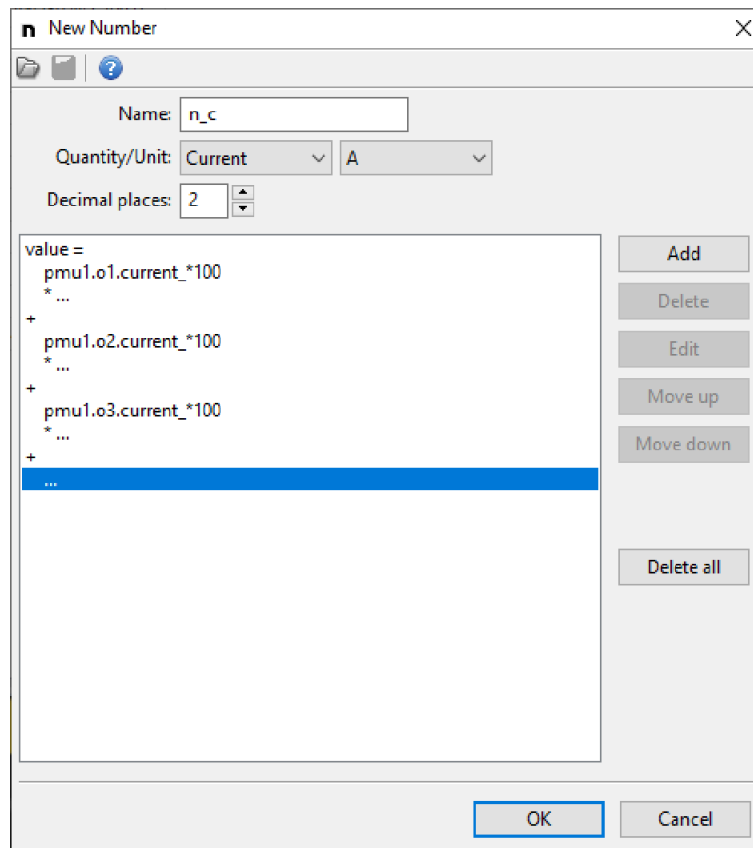 n New Number
?
Name: n_c
Quantity/Unit: Current A
Decimal places: 2
value =
pmu1.o1.current_*100
* ...
+
pmu1.o2.current_*100
* ...
+
pmu1.o3.current_*100
* ...
+
...
Add
Delete
Edit
Move up
Move down
Delete all
OK Cancel